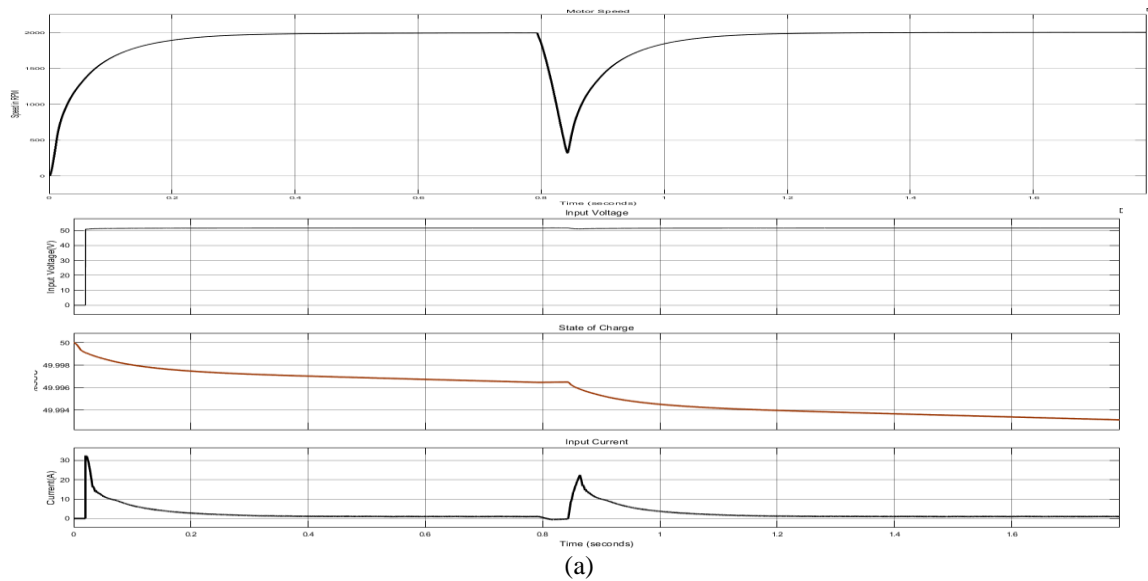 Motor Speed
2000
1500
1000
500
0
Speed in RPM
0 0.2 0.4 0.6 0.8 1 1.2 1.4 1.6
Time (seconds)
Input Voltage
50
40
30
20
10
0
Input Voltage(V)
State of Charge
50
49.998
49.996
49.994
Input Current
30
20
10
0
Current(A)
0 0.2 0.4 0.6 0.8 1 1.2 1.4 1.6
Time (seconds)
(a)